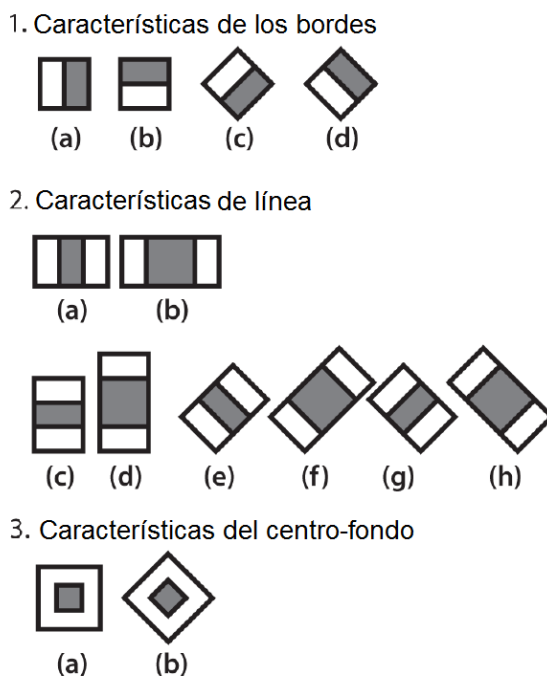 1. Características de los bordes
(a) (b) (c) (d)
2. Características de línea
(a) (b)
(c) (d) (e) (f) (g) (h)
3. Características del centro-fondo
(a) (b)